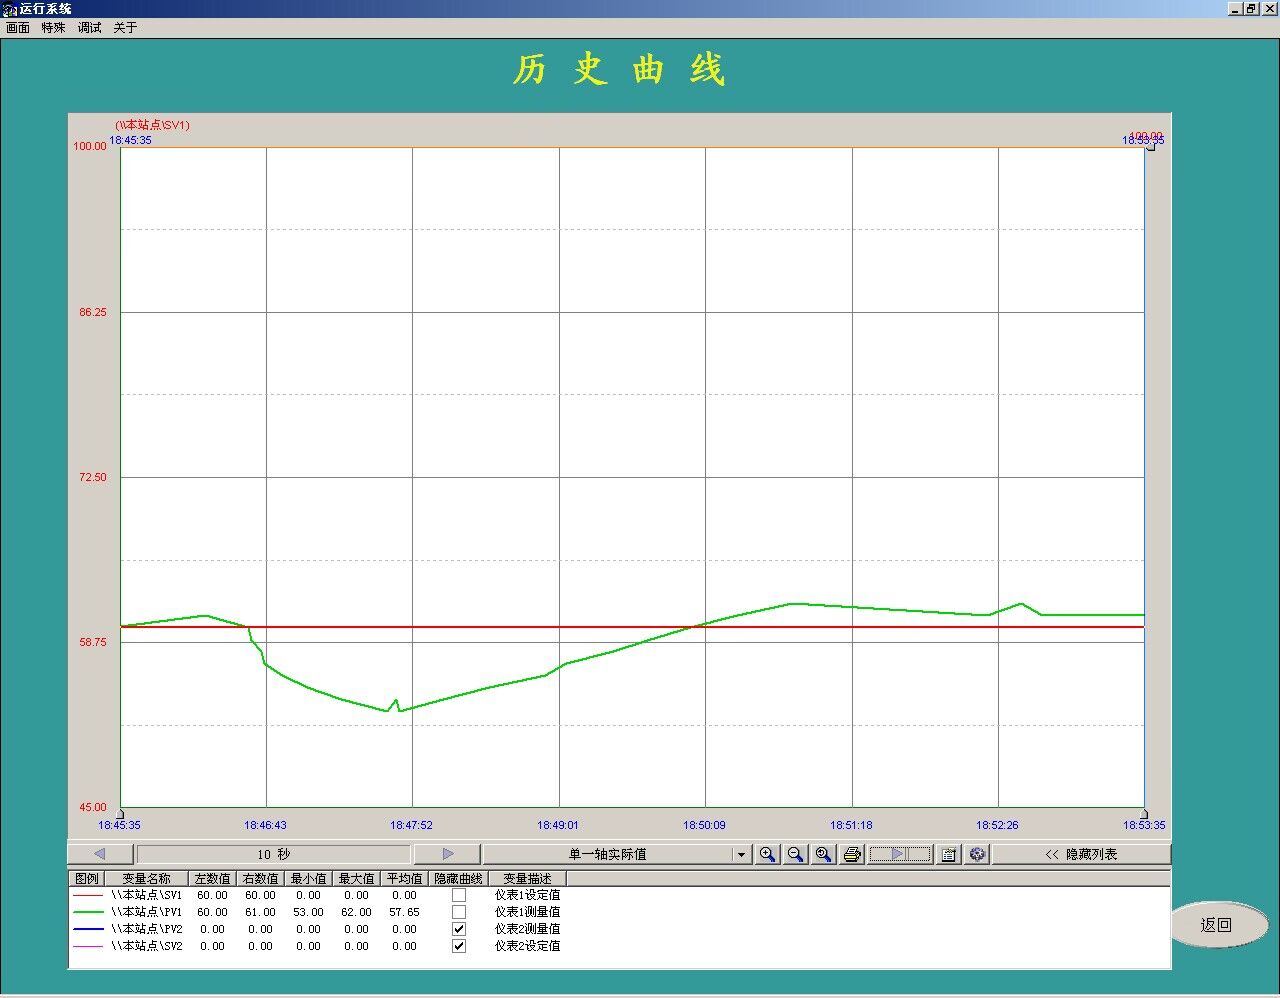 运行系统
画面 特殊 调试 关于
历史曲线
(\\本站点\SV1)
18:45:35
100.00
18:53:35
100.00
86.25
72.50
58.75
45.00
18:45:35 18:46:43 18:47:52 18:49:01 18:50:09 18:51:18 18:52:26 18:53:35
10 秒 单一轴实际值 << 隐藏列表
图例 变量名称 左数值 右数值 最小值 最大值 平均值 隐藏曲线 变量描述
\\本站点\SV1 60.00 60.00 0.00 0.00 0.00 仪表1设定值
\\本站点\PV1 60.00 61.00 53.00 62.00 57.65 仪表1测量值
\\本站点\PV2 0.00 0.00 0.00 0.00 0.00 仪表2测量值
\\本站点\SV2 0.00 0.00 0.00 0.00 0.00 仪表2设定值
返回